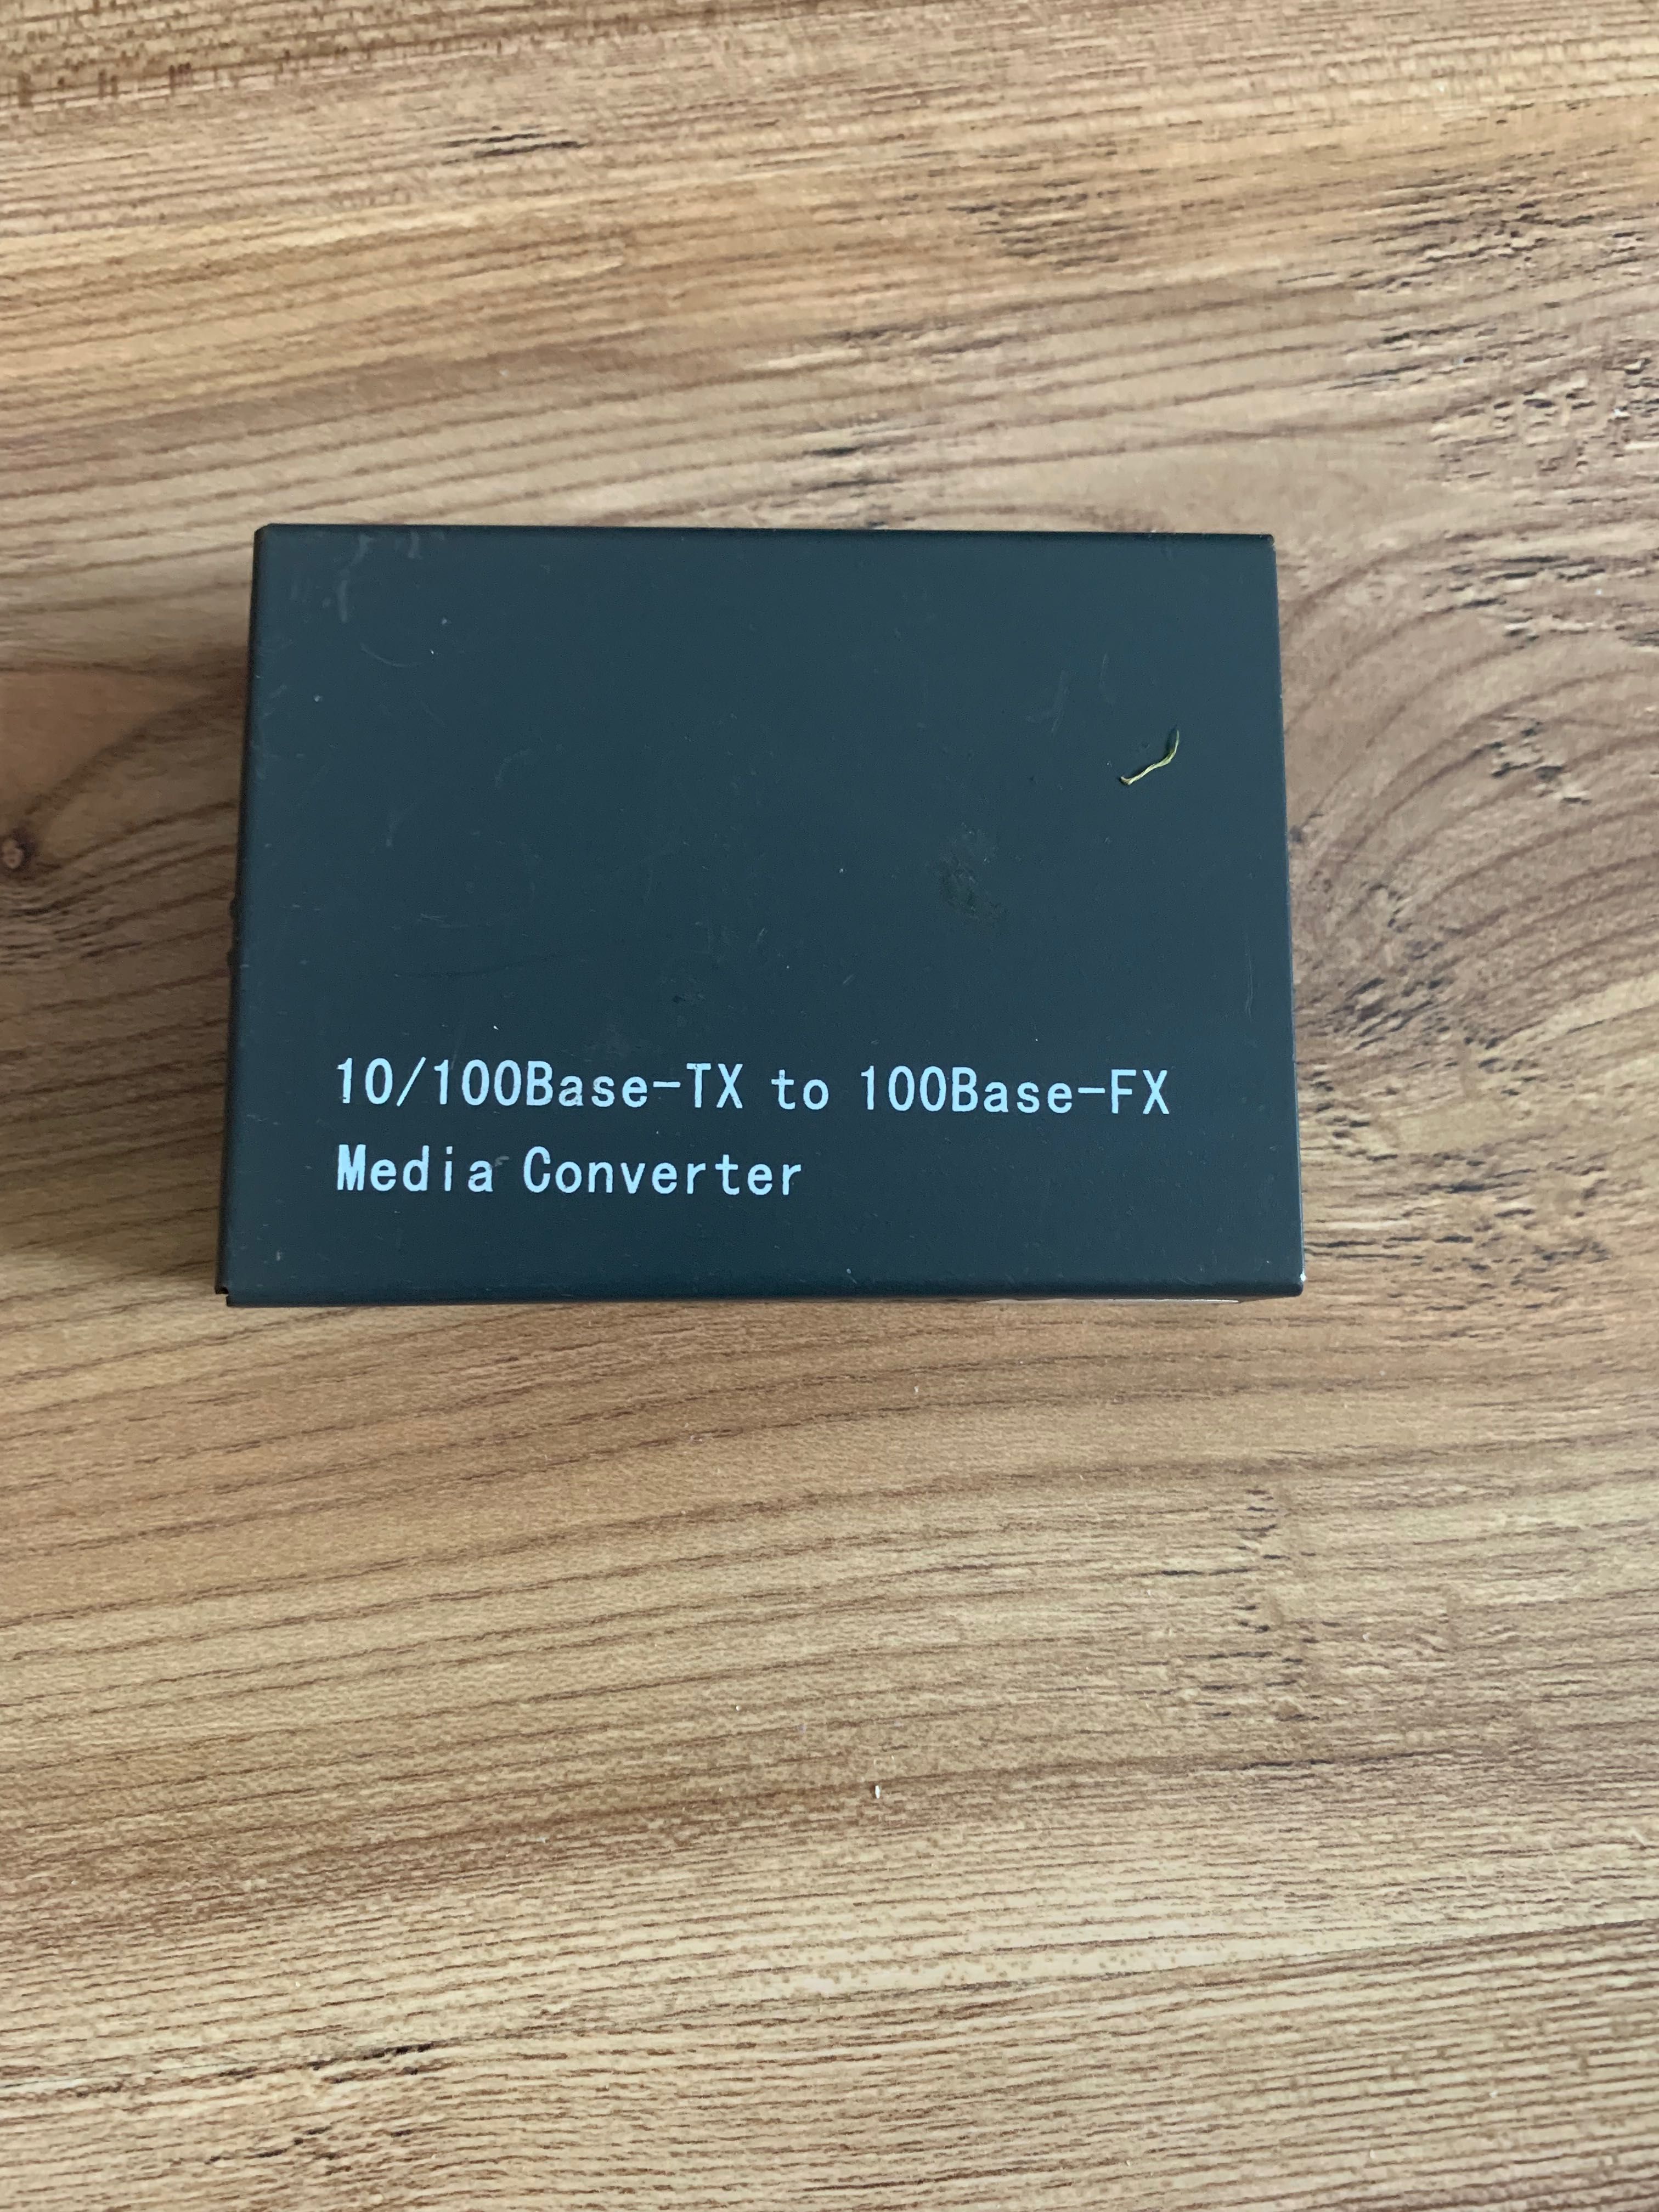 10/100Base-TX to 100Base-FX
Media Converter